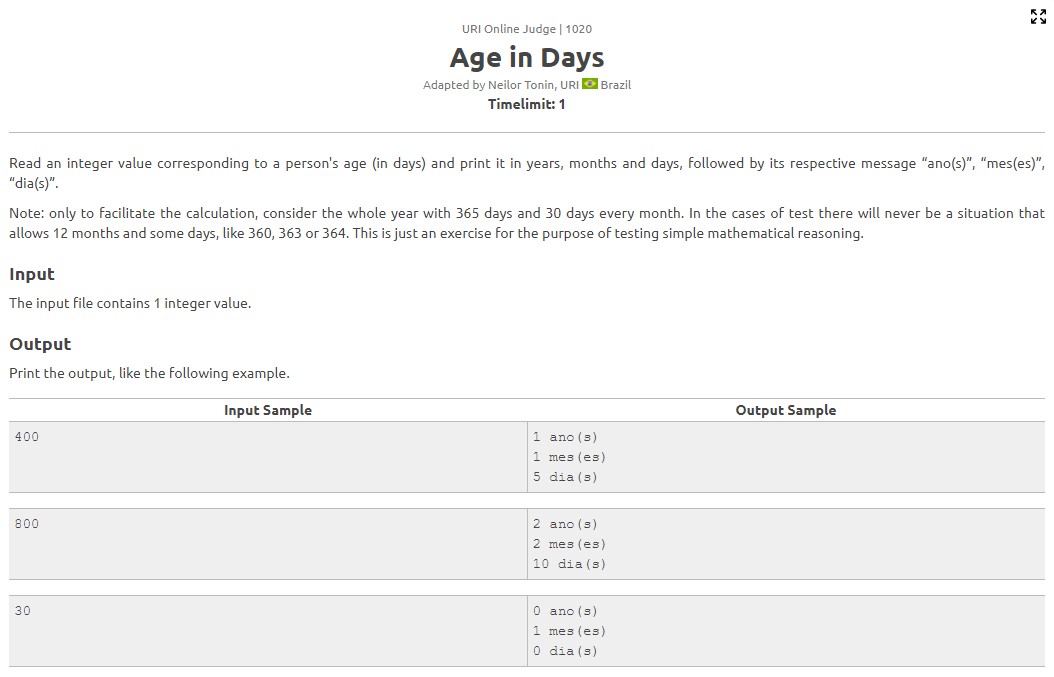 URI Online Judge | 1020
Age in Days
Adapted by Neilor Tonin, URI Brazil
Timelimit: 1
Read an integer value corresponding to a person's age (in days) and print it in years, months and days, followed by its respective message “ano(s)”, “mes(es)”,
“dia(s)”.
Note: only to facilitate the calculation, consider the whole year with 365 days and 30 days every month. In the cases of test there will never be a situation that
allows 12 months and some days, like 360, 363 or 364. This is just an exercise for the purpose of testing simple mathematical reasoning.
Input
The input file contains 1 integer value.
Output
Print the output, like the following example.
Input Sample Output Sample
400 1 ano(s)
1 mes(es)
5 dia(s)
800 2 ano(s)
2 mes(es)
10 dia(s)
30 0 ano(s)
1 mes(es)
0 dia(s)